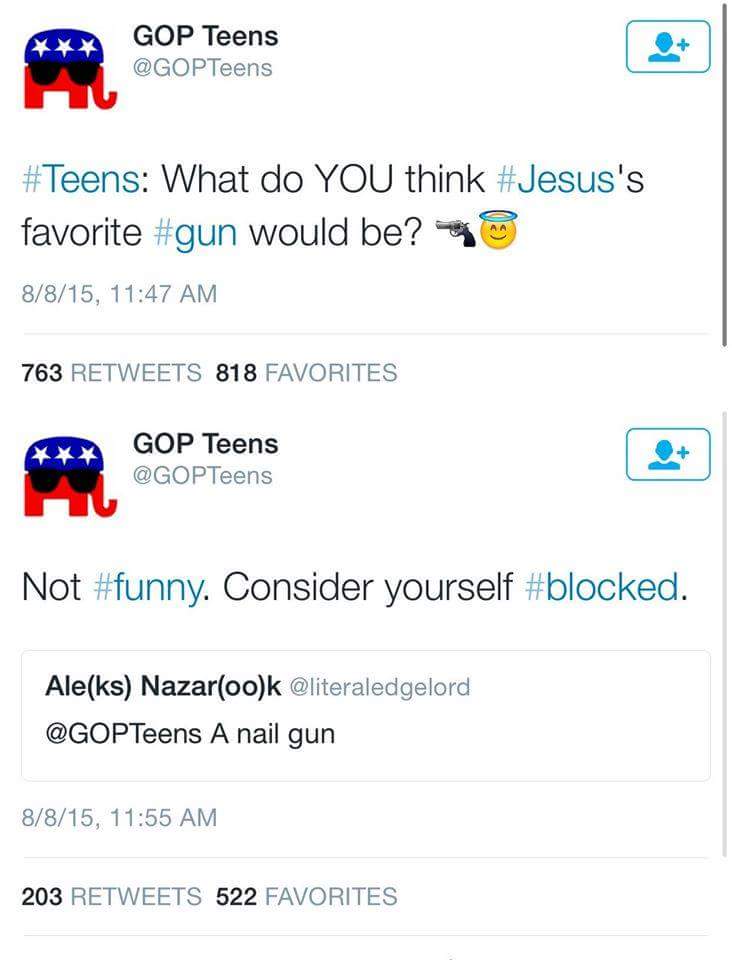 GOP Teens
@GOPTeens
#Teens: What do YOU think #Jesus's
favorite #gun would be? 🔫😇
8/8/15, 11:47 AM
763 RETWEETS 818 FAVORITES
GOP Teens
@GOPTeens
Not #funny. Consider yourself #blocked.
Ale(ks) Nazar(oo)k @literaledgelord
@GOPTeens A nail gun
8/8/15, 11:55 AM
203 RETWEETS 522 FAVORITES